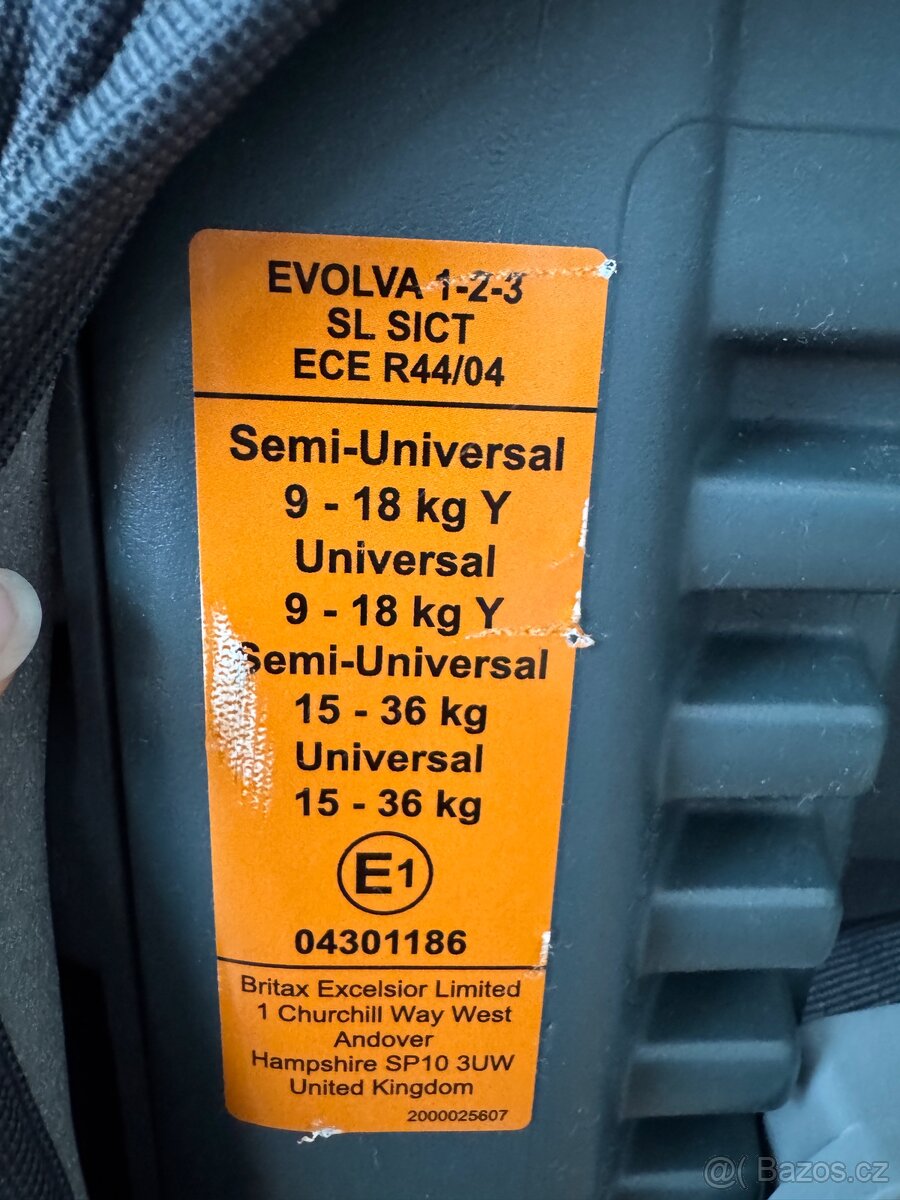 EVOLVA 1-2-3
SL SICT
ECE R44/04
Semi-Universal
9 - 18 kg Y
Universal
9 - 18 kg Y
Semi-Universal
15 - 36 kg
Universal
15 - 36 kg
E1
04301186
Britax Excelsior Limited
1 Churchill Way West
Andover
Hampshire SP10 3UW
United Kingdom
2000025607
@( Bazos.cz